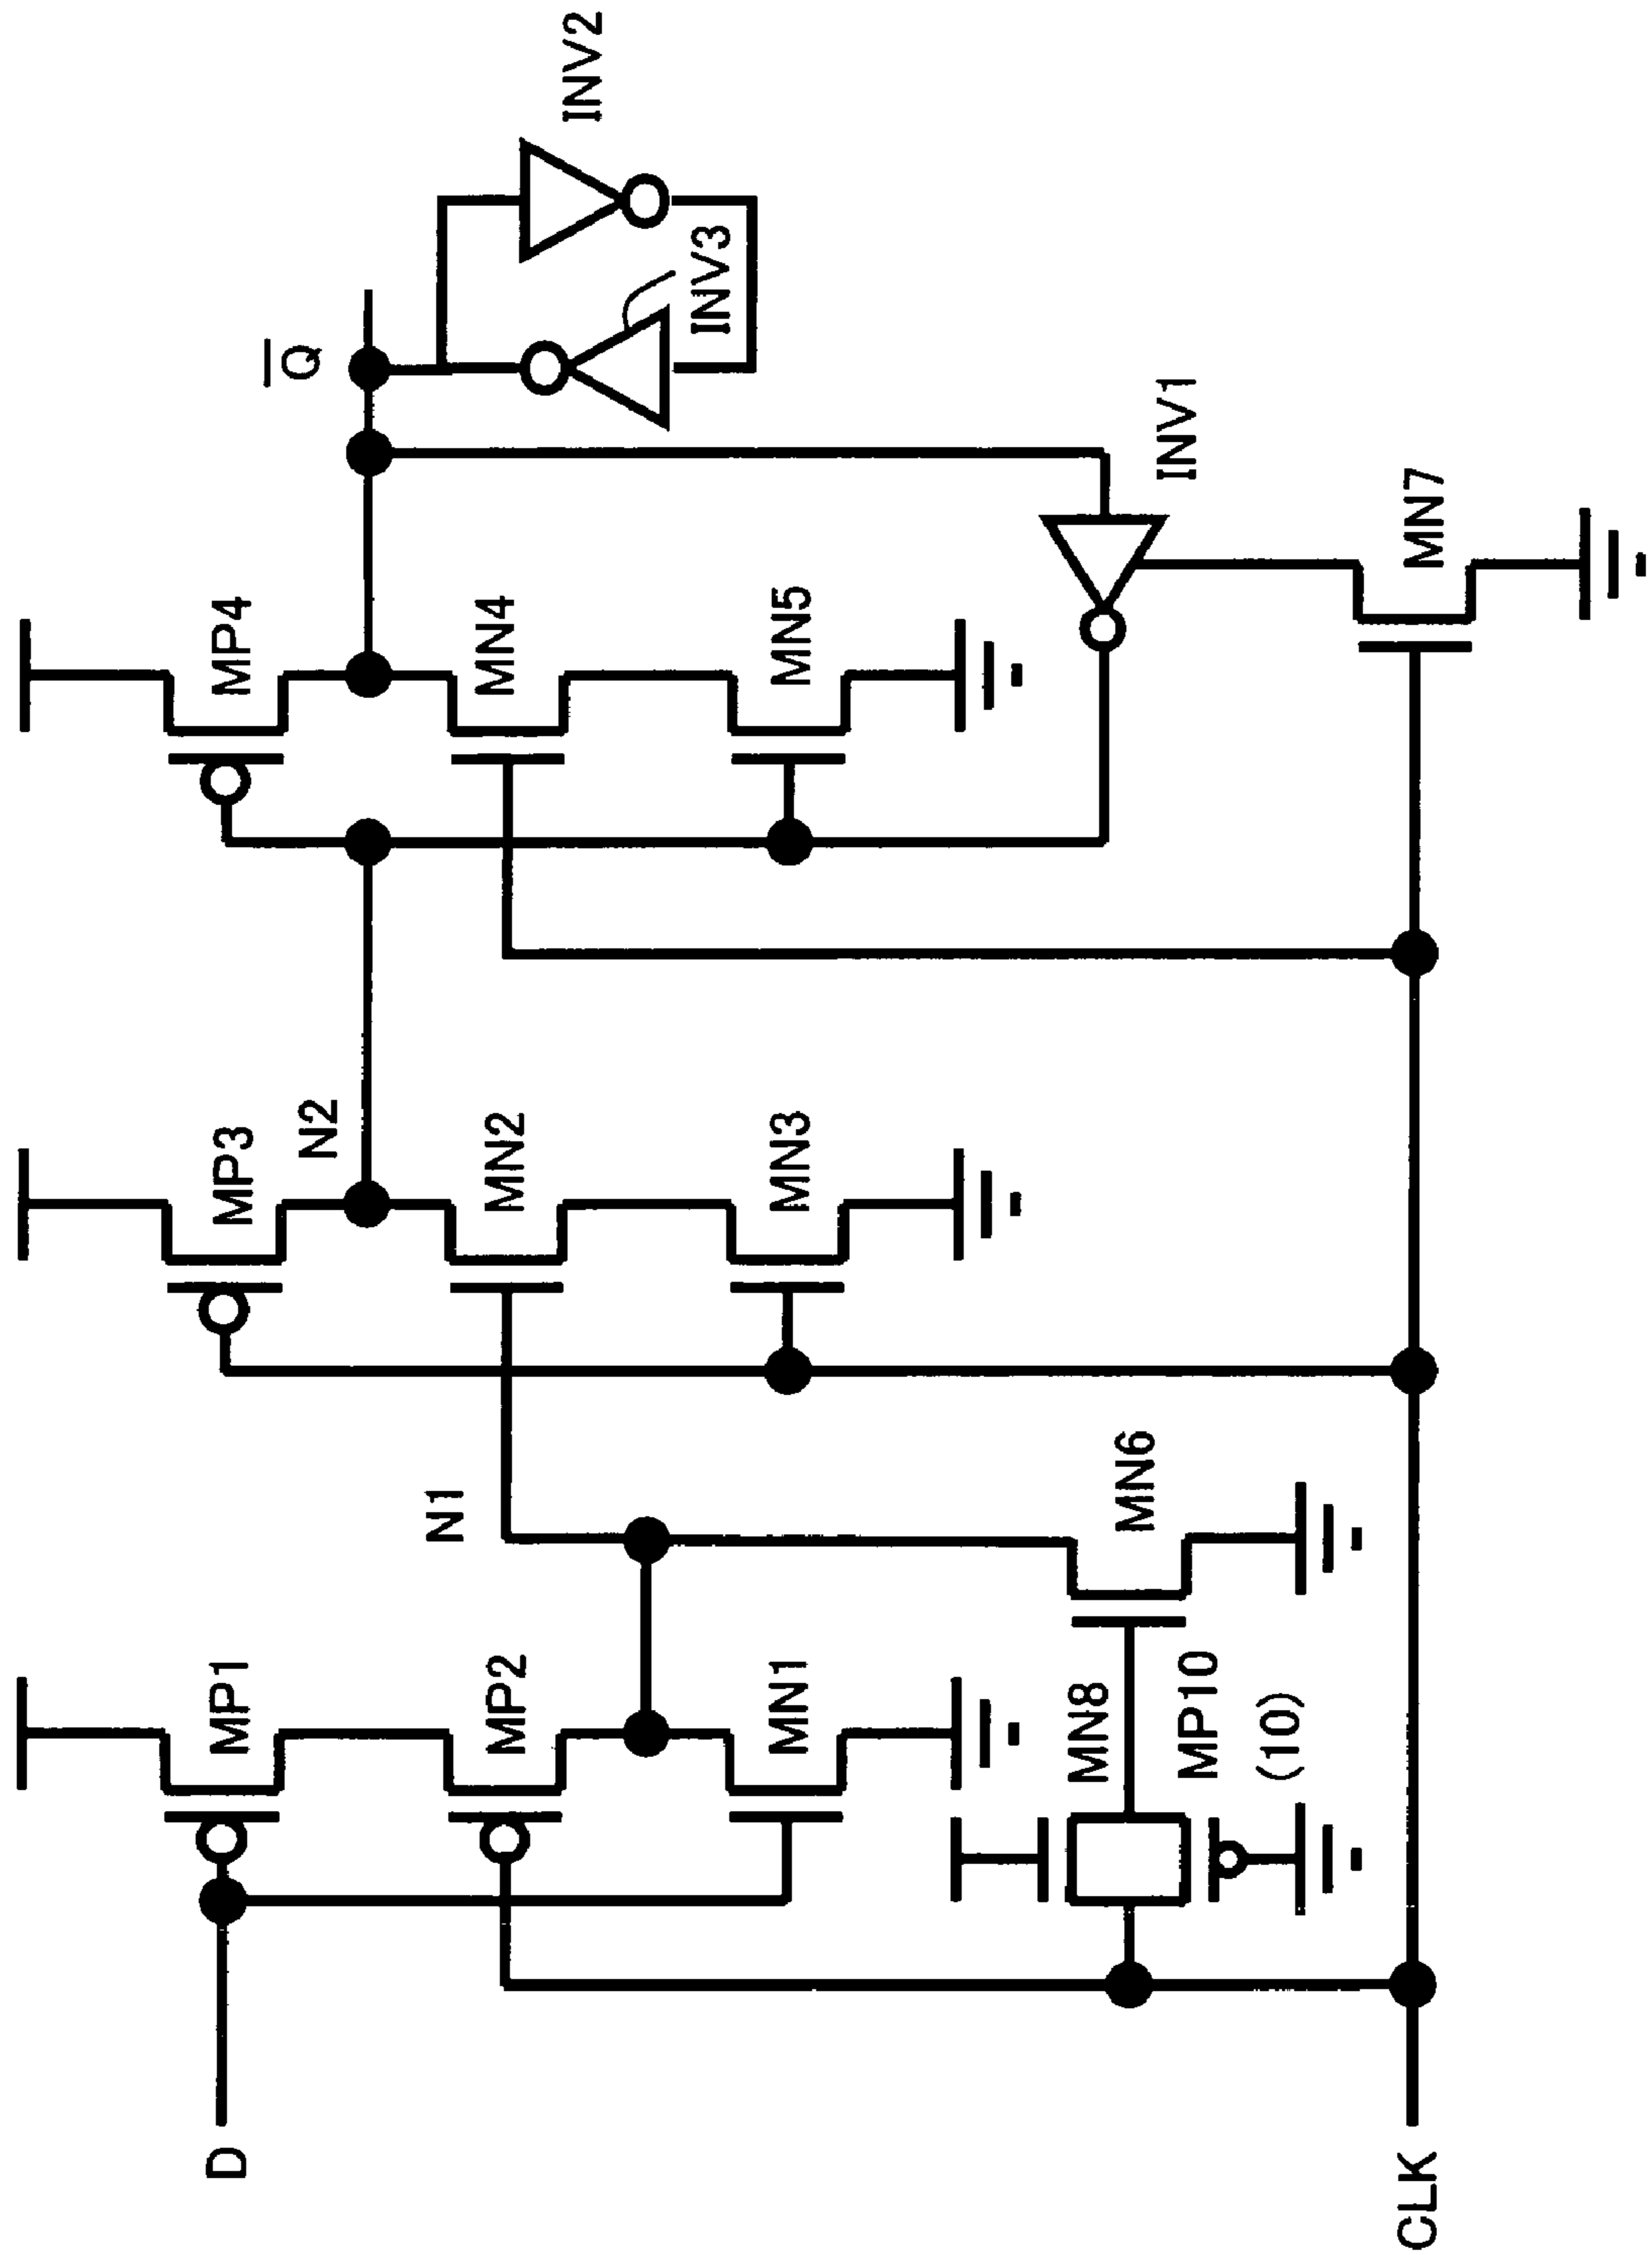 D
CLK
MP1
MP2
MN1
MN8
MP10
(10)
N1
MN6
MP3
N2
MN2
MN3
MP4
MN4
MN5
Q
INV1
MN7
INV3
INV2